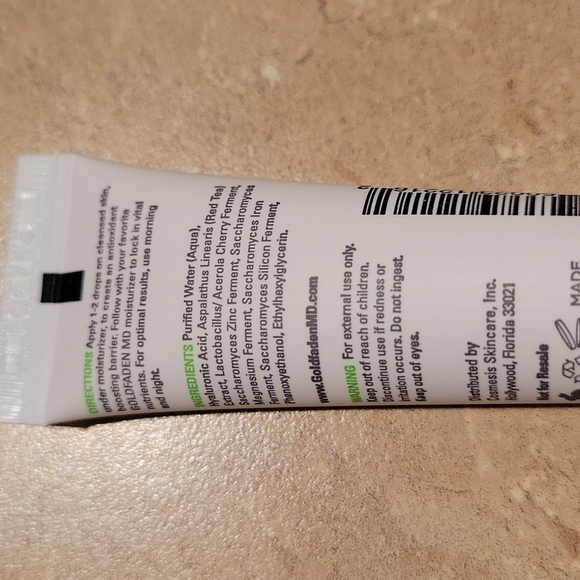 DIRECTIONS Apply 1-2 drops on cleansed skin,
under moisturizer, to create an antioxidant
boosting barrier. Follow with your favorite
GOLDFADEN MD moisturizer to lock in vital
nutrients. For optimal results, use morning
and night.
INGREDIENTS Purified Water (Aqua),
Hyaluronic Acid, Aspalathus Linearis (Red Tea)
Extract, Lactobacillus/ Acerola Cherry Ferment,
Saccharomyces Zinc Ferment, Saccharomyces
Magnesium Ferment, Saccharomyces Iron
Ferment, Saccharomyces Silicon Ferment,
Phenoxyethanol, Ethylhexylglycerin.
www.GoldfadenMD.com
WARNING For external use only.
Keep out of reach of children.
Discontinue use if redness or
irritation occurs. Do not ingest.
Keep out of eyes.
Distributed by
Cosmesis Skincare, Inc.
Hollywood, Florida 33021
Not for Resale
MADE